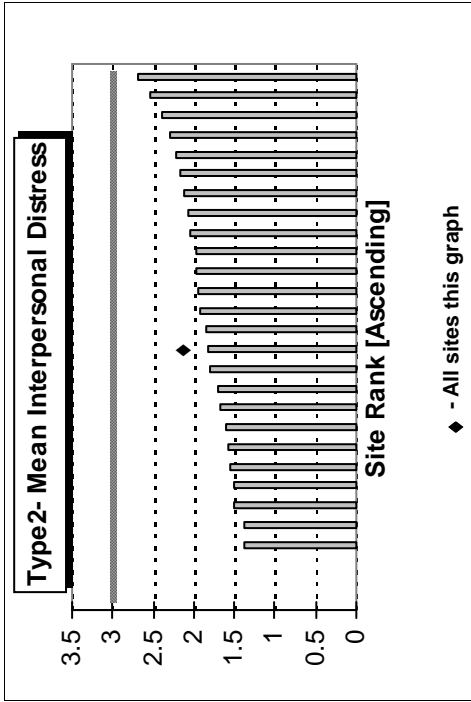 Type2- Mean Interpersonal Distress
3.5
3
2.5
2
1.5
1
0.5
0
Site Rank [Ascending]
♦ - All sites this graph